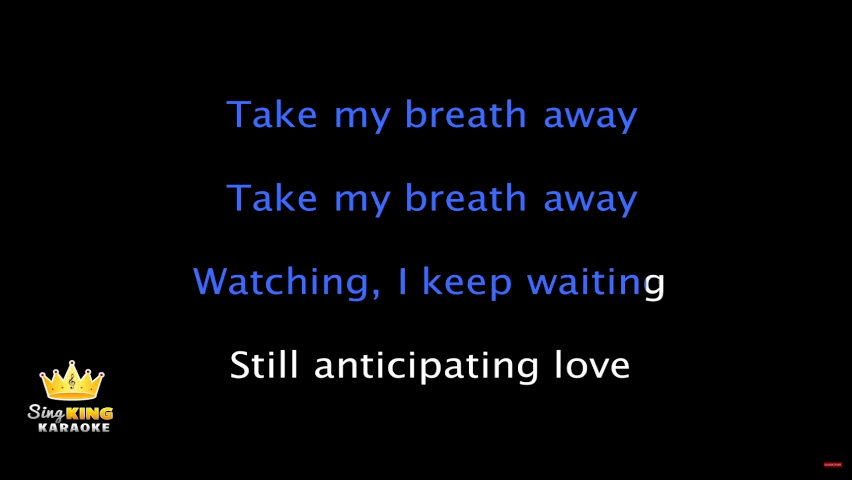 Take my breath away
Take my breath away
Watching, I keep waiting
Still anticipating love
Sing KING
KARAOKE